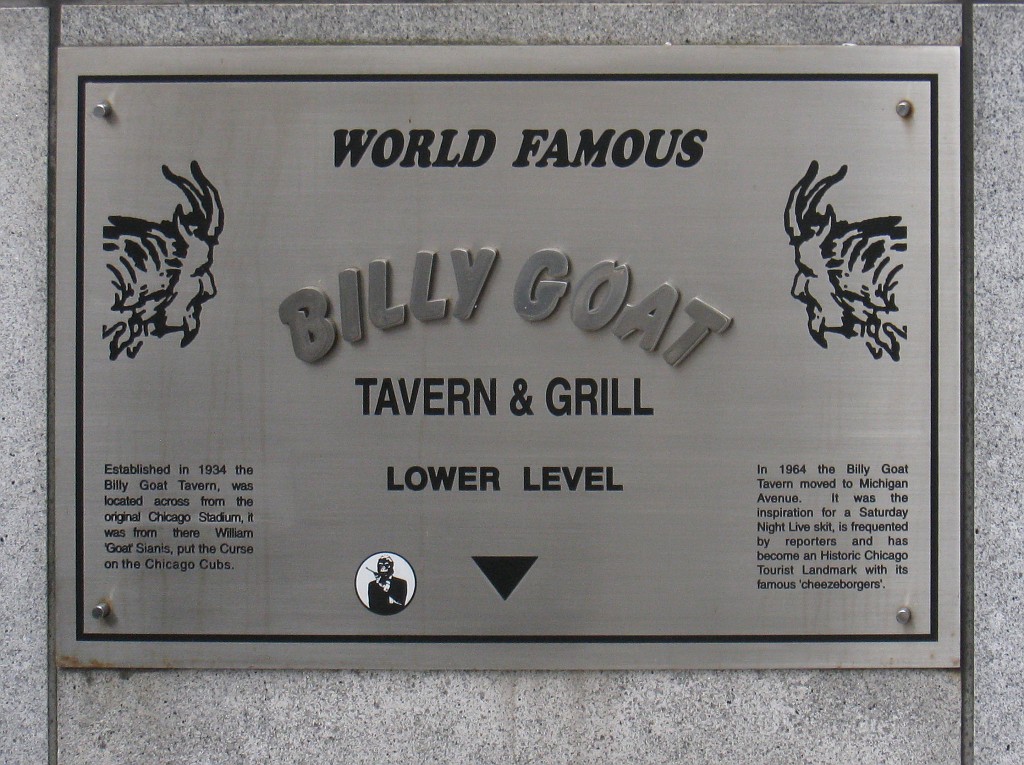 WORLD FAMOUS
BILLY GOAT
TAVERN & GRILL
LOWER LEVEL
Established in 1934 the
Billy Goat Tavern, was
located across from the
original Chicago Stadium, it
was from there William
'Goat' Sianis, put the Curse
on the Chicago Cubs.
In 1964 the Billy Goat
Tavern moved to Michigan
Avenue. It was the
inspiration for a Saturday
Night Live skit, is frequented
by reporters and has
become an Historic Chicago
Tourist Landmark with its
famous 'cheezeborgers'.